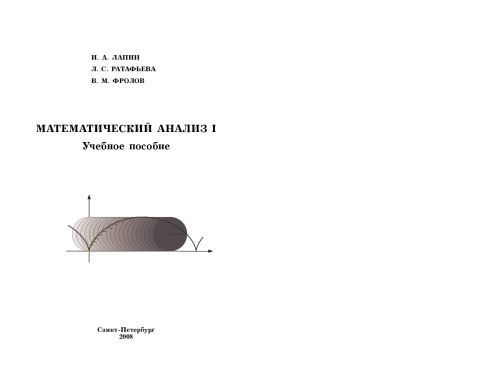 И. А. ЛАПИН
Л. С. РАТАФЬЕВА
В. М. ФРОЛОВ
МАТЕМАТИЧЕСКИЙ АНАЛИЗ I
Учебное пособие
Санкт-Петербург
2008